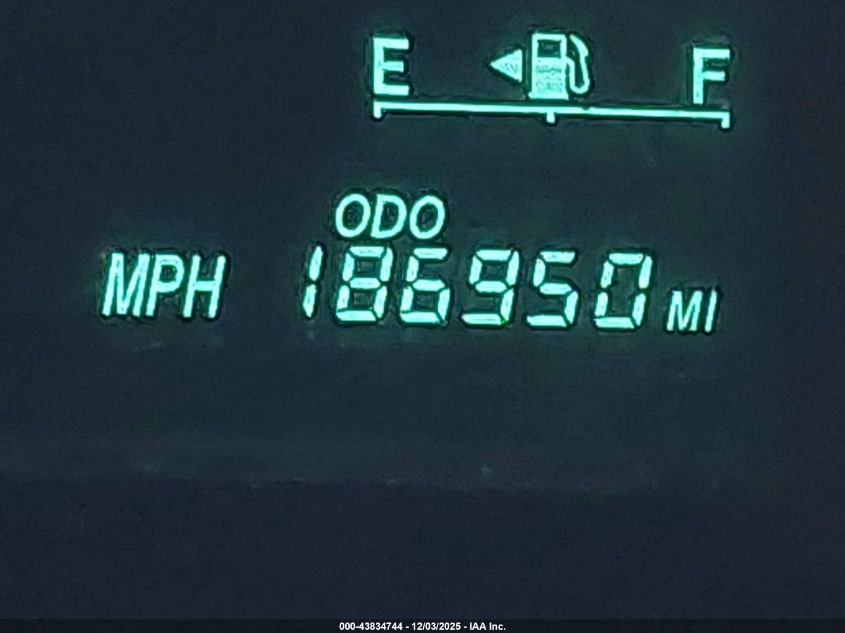 E F
ODO
MPH 186950 MI
000-43834744 - 12/03/2025 - IAA Inc.